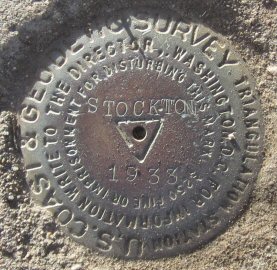 U.S. COAST & GEODETIC SURVEY
TRIANGULATION STATION
FOR INFORMATION WRITE TO THE DIRECTOR, WASHINGTON, D.C.
$250 FINE OR IMPRISONMENT FOR DISTURBING THIS MARK.
STOCKTON
1933